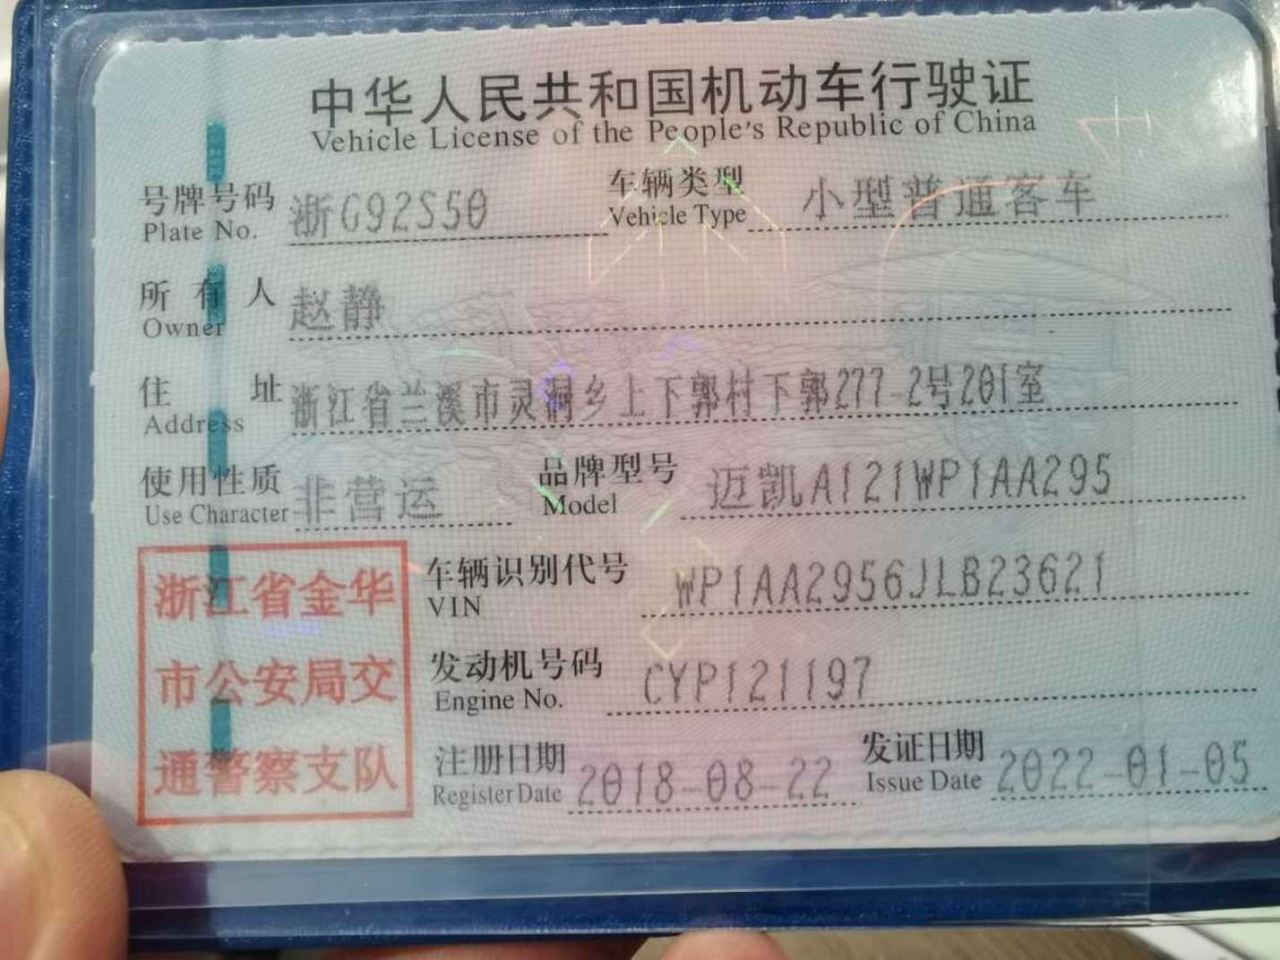 中华人民共和国机动车行驶证
Vehicle License of the People's Republic of China
号牌号码 浙G92S50 车辆类型 小型普通客车
Plate No. Vehicle Type
所有人 赵静
Owner
住址 浙江省兰溪市灵洞乡上下郭村下郭277-2号201室
Address
使用性质 非营运 品牌型号 迈凯A121WP1AA295
Use Character Model
浙江省金华
市公安局交
通警察支队
车辆识别代号 WP1AA2956JLB23621
VIN
发动机号码 CYP121197
Engine No.
注册日期 2018-08-22 发证日期 2022-01-05
Register Date Issue Date